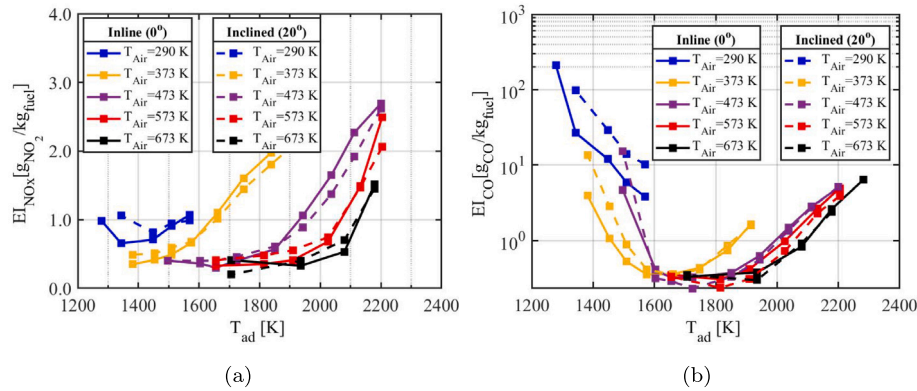 4.0
3.0
2.0
1.0
0.0
EI_NOx [g_NO_2/kg_fuel]
Inline (0°)
T_Air=290 K
T_Air=373 K
T_Air=473 K
T_Air=573 K
T_Air=673 K
Inclined (20°)
T_Air=290 K
T_Air=373 K
T_Air=473 K
T_Air=573 K
T_Air=673 K
1200 1400 1600 1800 2000 2200 2400
T_ad [K]
(a)
10^3
10^2
10^1
10^0
EI_CO [g_CO/kg_fuel]
Inline (0°)
T_Air=290 K
T_Air=373 K
T_Air=473 K
T_Air=573 K
T_Air=673 K
Inclined (20°)
T_Air=290 K
T_Air=373 K
T_Air=473 K
T_Air=573 K
T_Air=673 K
1200 1400 1600 1800 2000 2200 2400
T_ad [K]
(b)